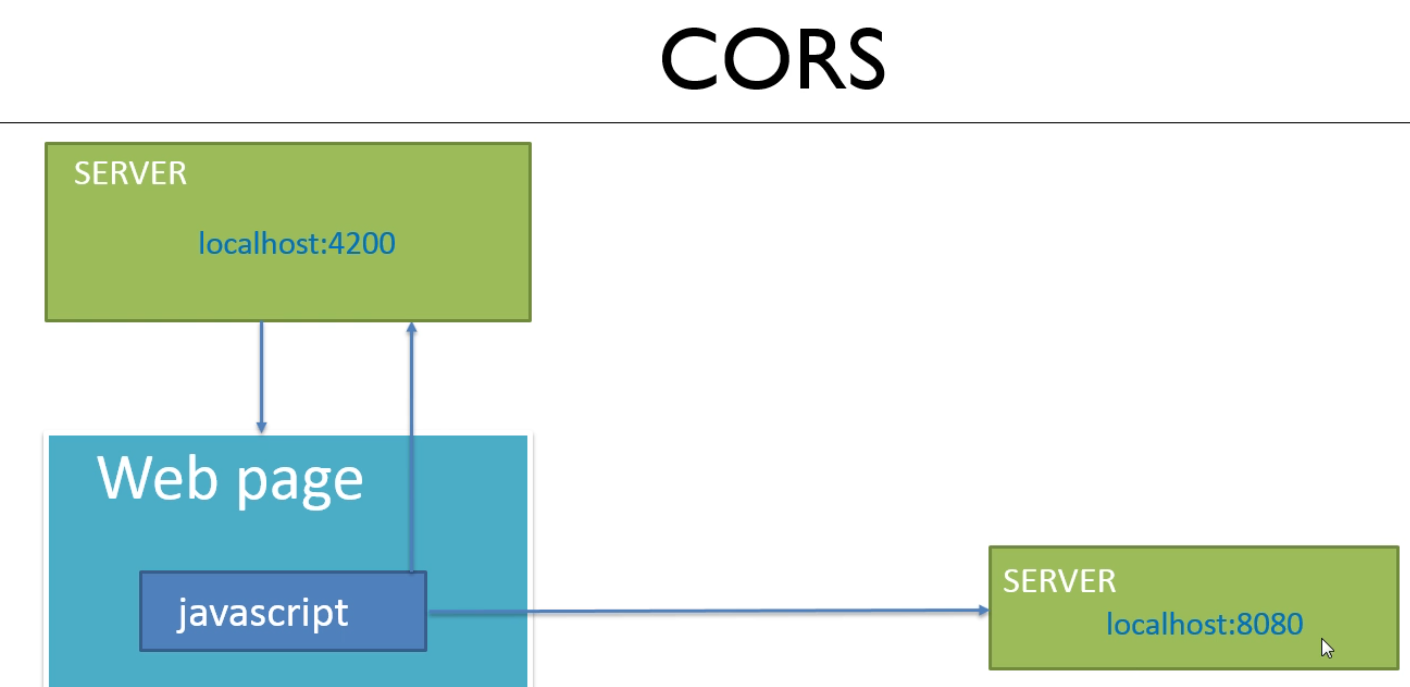 CORS
SERVER
localhost:4200
Web page
javascript
SERVER
localhost:8080